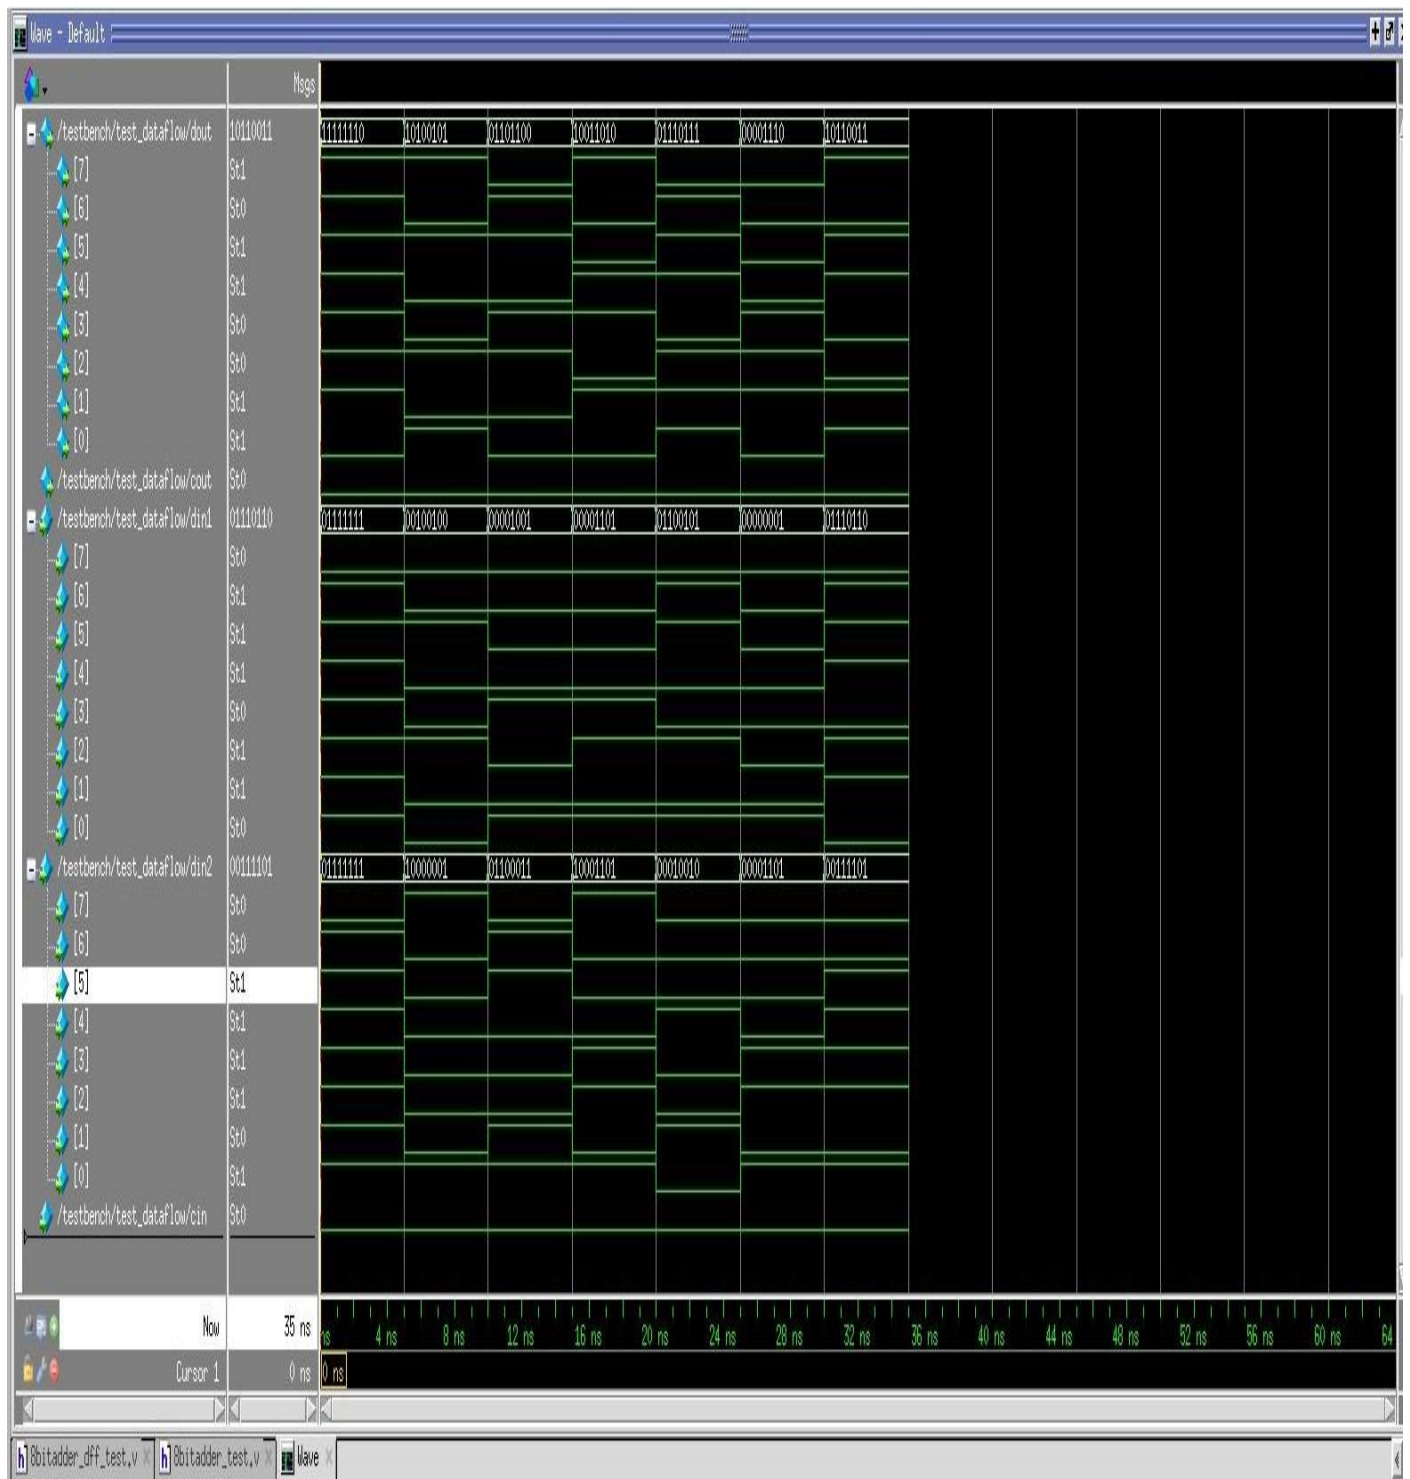 Wave - Default
Msgs
/testbench/test_dataflow/dout 10110011 11111110 10100101 01101100 10011010 01110111 00001110 10110011
[7] St1
[6] St0
[5] St1
[4] St1
[3] St0
[2] St0
[1] St1
[0] St1
/testbench/test_dataflow/cout St0
/testbench/test_dataflow/din1 01110110 01111111 00100100 00001001 00001101 01100101 00000001 01110110
[7] St0
[6] St1
[5] St1
[4] St1
[3] St0
[2] St1
[1] St1
[0] St0
/testbench/test_dataflow/din2 00111101 01111111 10000001 01100011 10001101 00010010 00001101 00111101
[7] St0
[6] St0
[5] St1
[4] St1
[3] St1
[2] St1
[1] St0
[0] St1
/testbench/test_dataflow/cin St0
Now 35 ns ns 4 ns 8 ns 12 ns 16 ns 20 ns 24 ns 28 ns 32 ns 36 ns 40 ns 44 ns 48 ns 52 ns 56 ns 60 ns 64
Cursor 1 0 ns 0 ns
8bitadder_dff_test.v 8bitadder_test.v Wave